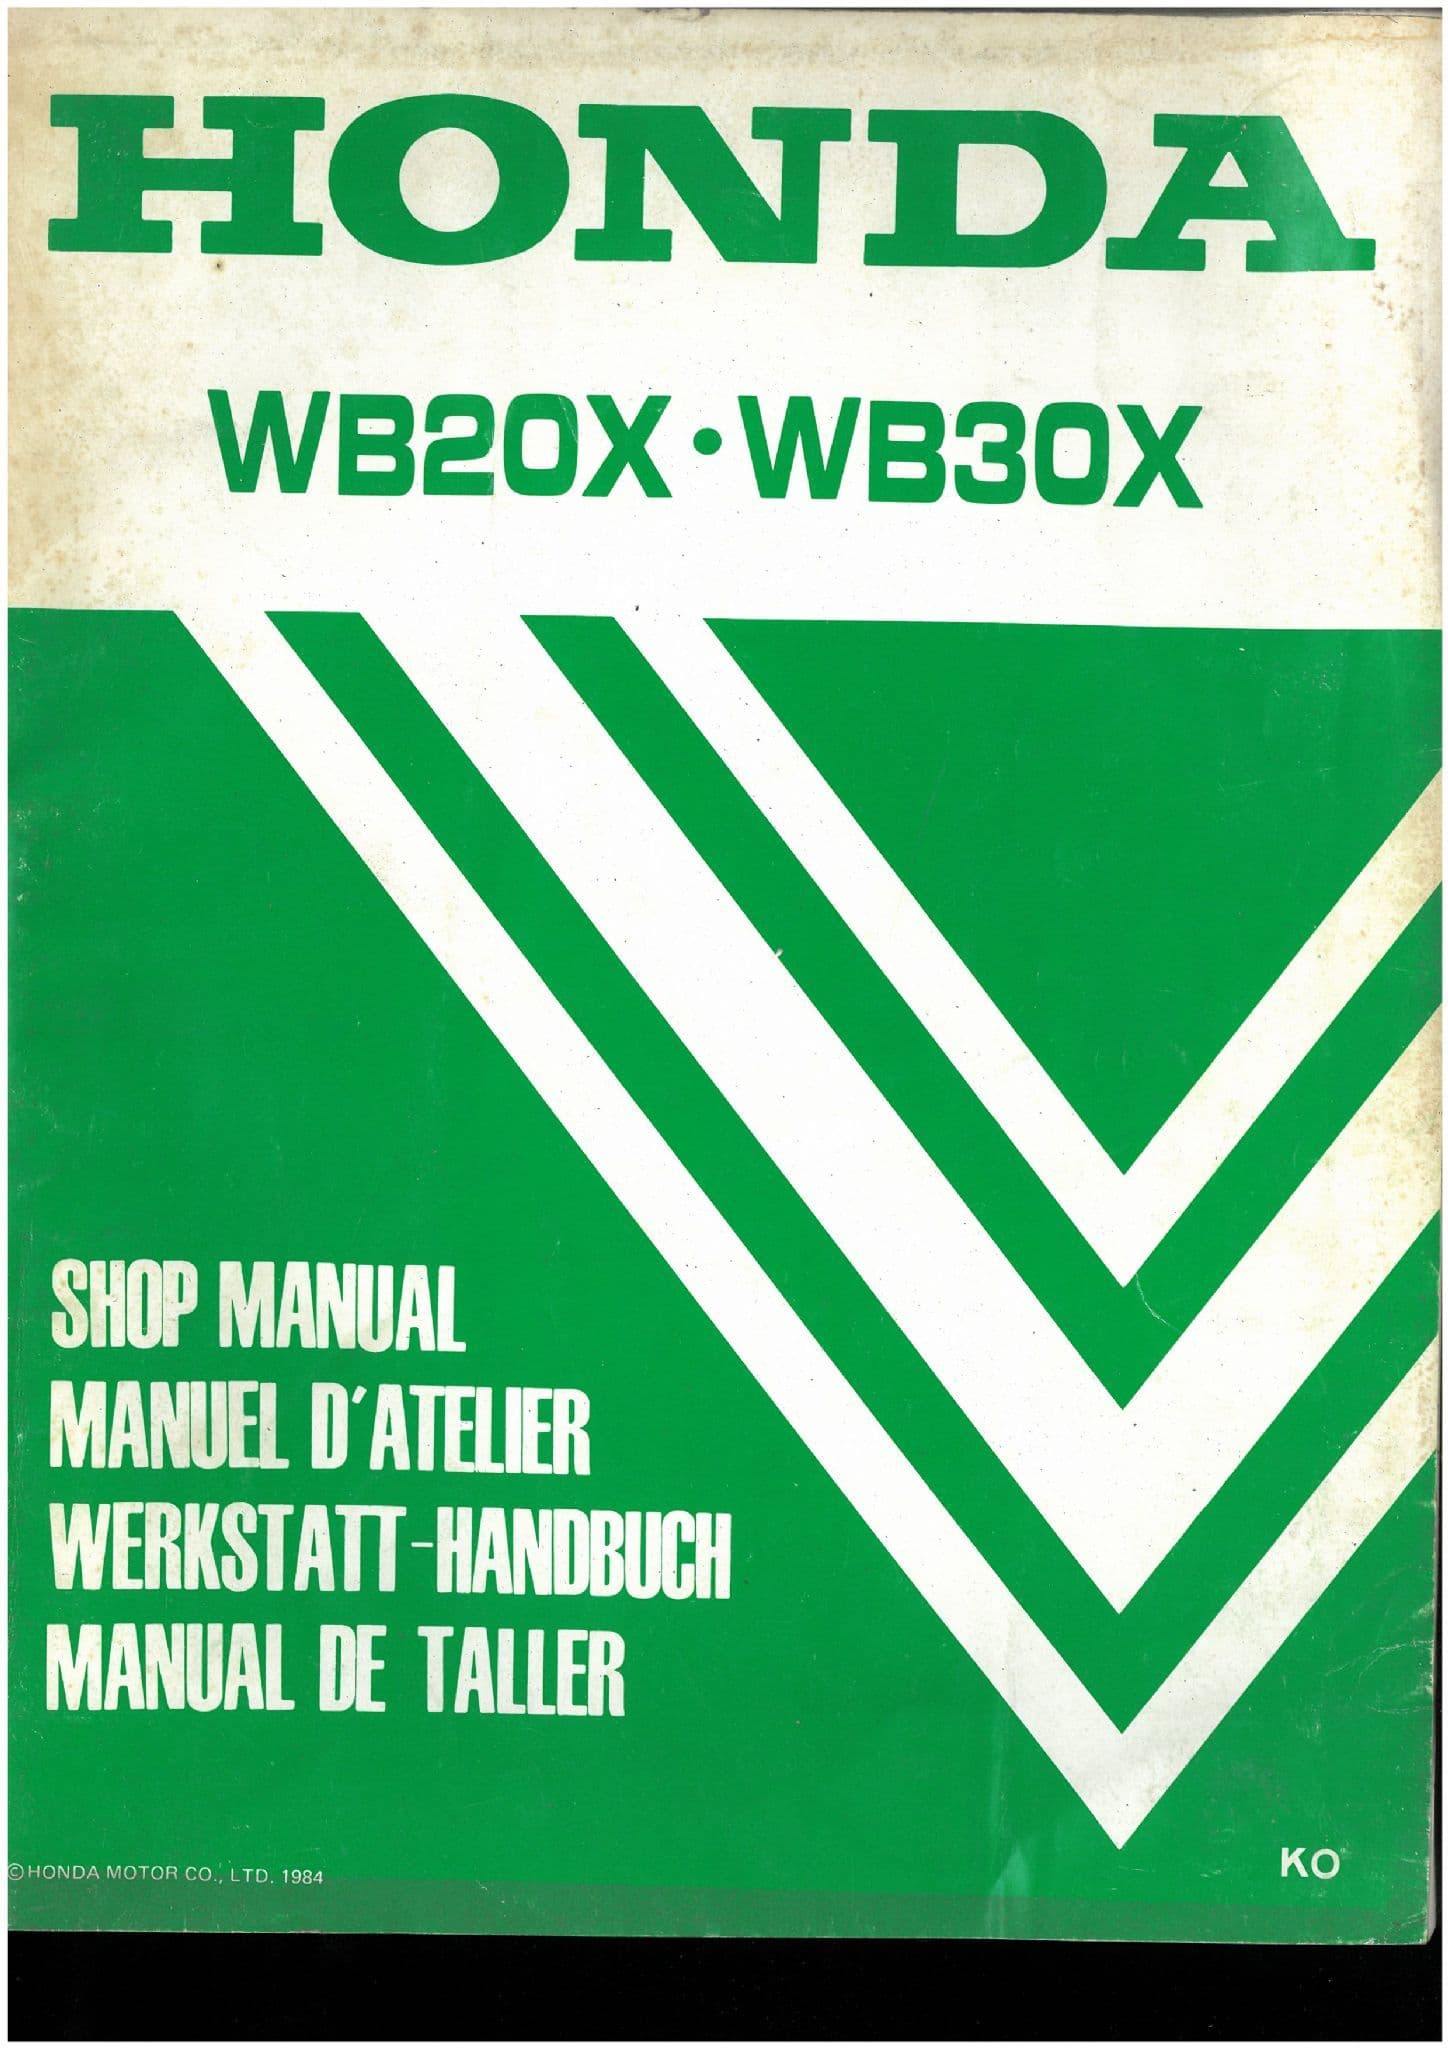 HONDA
WB20X·WB30X
SHOP MANUAL
MANUEL D'ATELIER
WERKSTATT-HANDBUCH
MANUAL DE TALLER
©HONDA MOTOR CO., LTD. 1984
KO